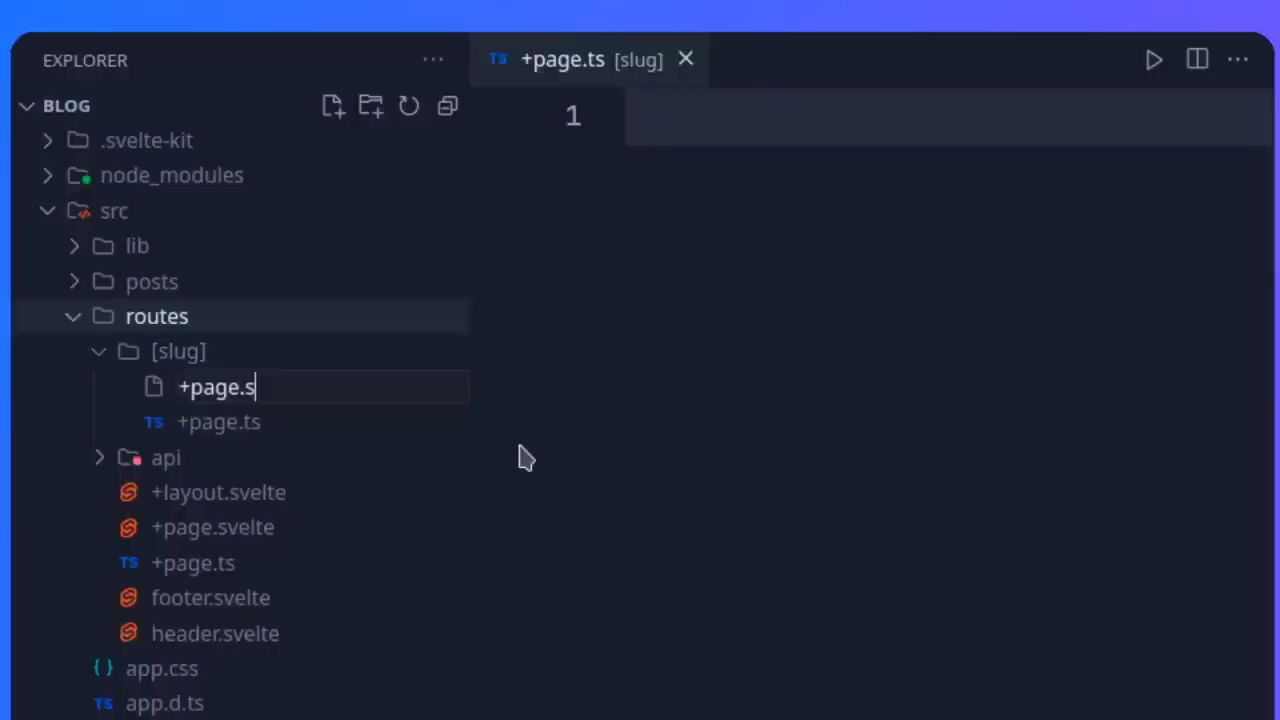 EXPLORER
BLOG
.svelte-kit
node_modules
src
lib
posts
routes
[slug]
+page.s
TS +page.ts
api
+layout.svelte
+page.svelte
TS +page.ts
footer.svelte
header.svelte
{ } app.css
TS app.d.ts
TS +page.ts [slug]
1